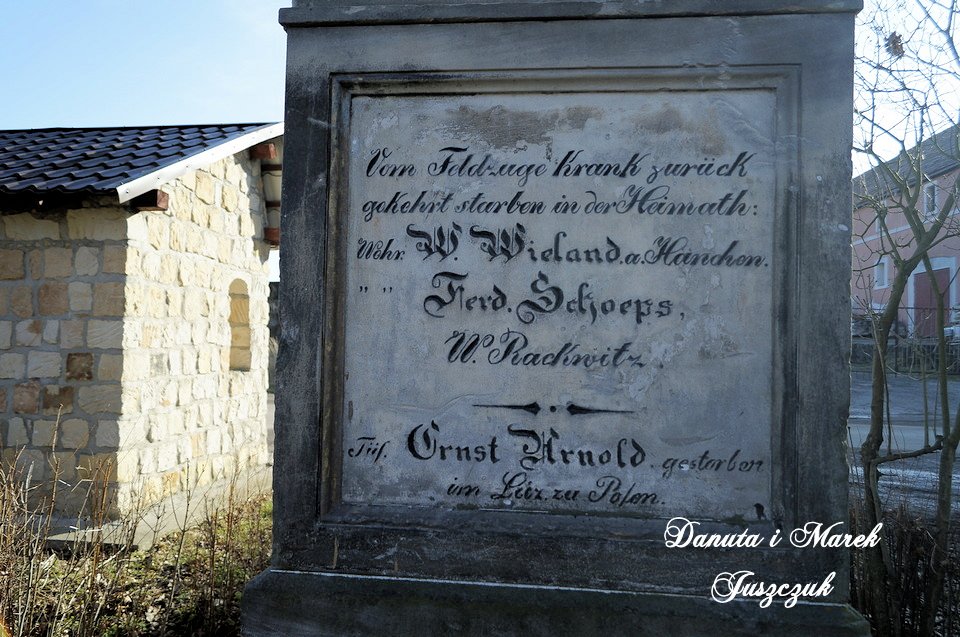 Vom Feldzuge krank zurück
gekehrt starben in der Heimath:
Wehr. W. Wieland. a. Hänchen.
" " Ferd. Schoeps,
W. Rackwitz.
Füs. Ernst Arnold. gestorben
im Laz. zu Posen.
Danuta i Marek
Juszczuk